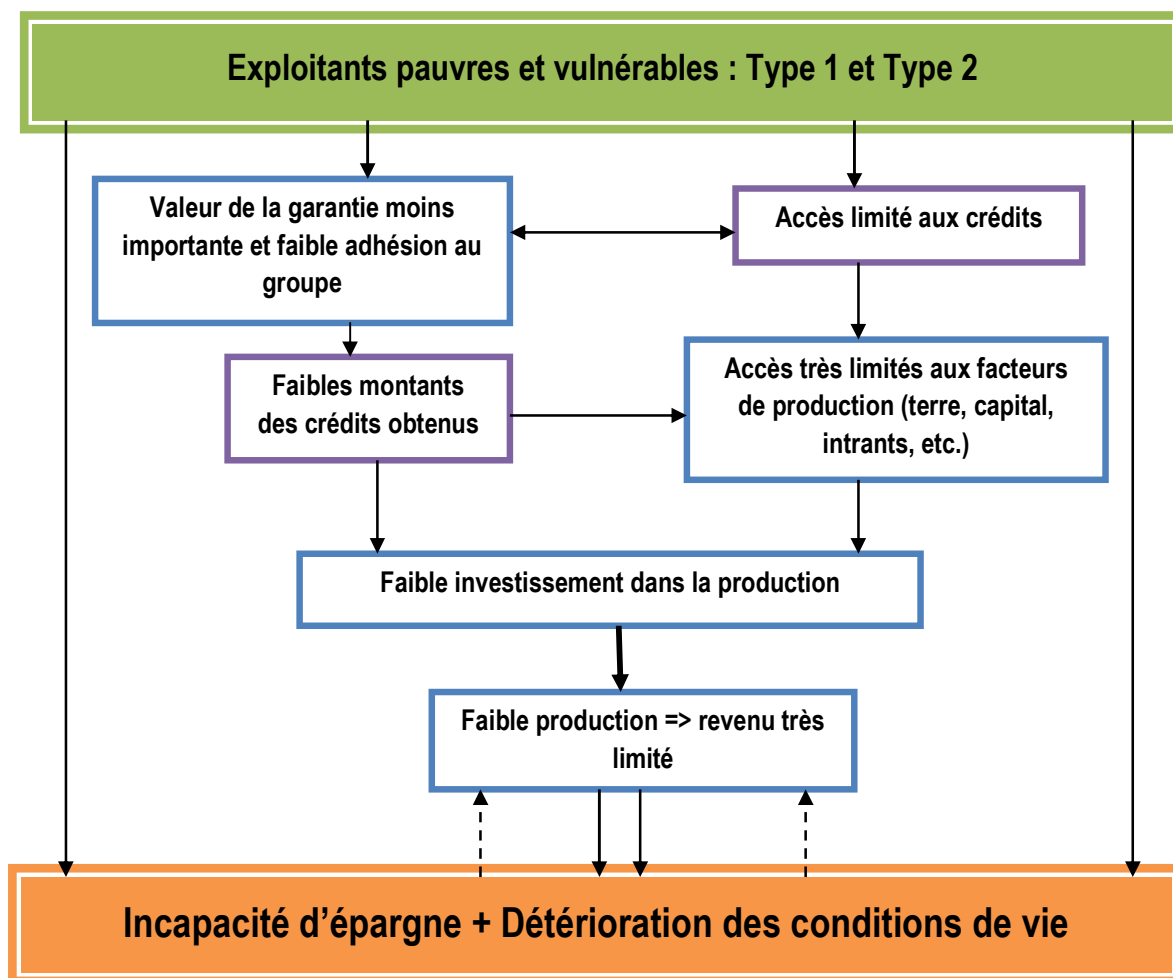 Exploitants pauvres et vulnérables : Type 1 et Type 2
Valeur de la garantie moins
importante et faible adhésion au
groupe
Accès limité aux crédits
Faibles montants
des crédits obtenus
Accès très limités aux facteurs
de production (terre, capital,
intrants, etc.)
Faible investissement dans la production
Faible production => revenu très
limité
Incapacité d’épargne + Détérioration des conditions de vie